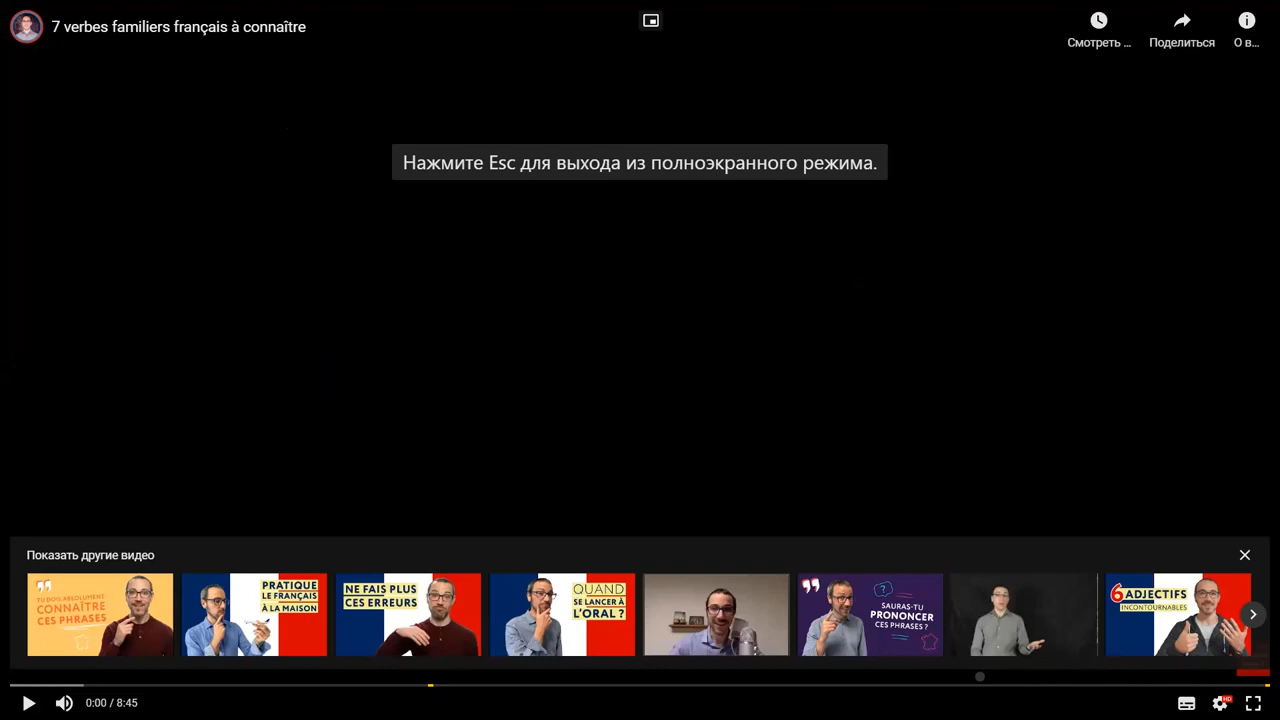 7 verbes familiers français à connaître
Смотреть ...
Поделиться
О в...
Нажмите Esc для выхода из полноэкранного режима.
Показать другие видео
TU DOIS ABSOLUMENT
CONNAÎTRE
CES PHRASES
PRATIQUE
LE FRANÇAIS
À LA MAISON
NE FAIS PLUS
CES ERREURS
QUAND
SE LANCER À
L'ORAL ?
SAURAS-TU
PRONONCER
CES PHRASES ?
6 ADJECTIFS
INCONTOURNABLES
0:00 / 8:45
HD